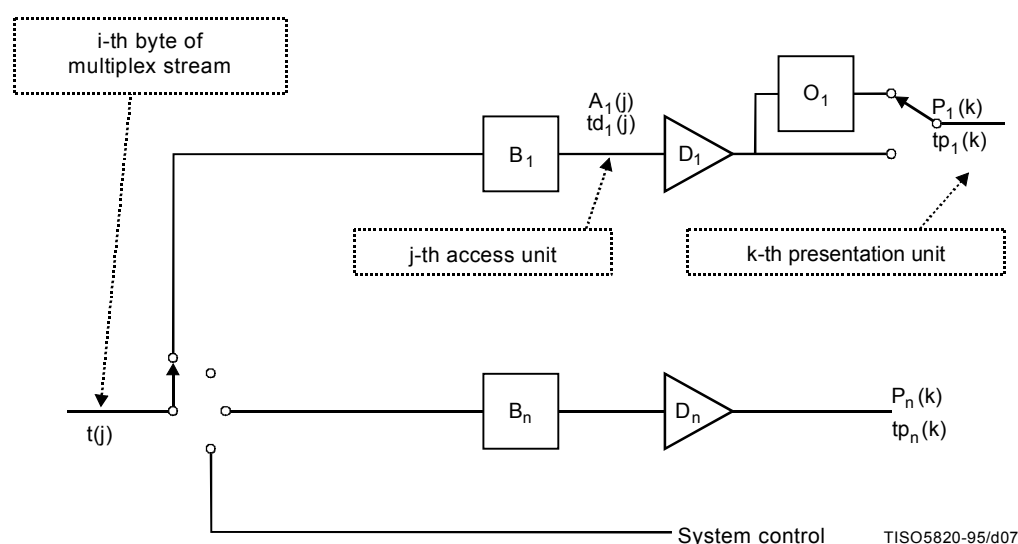 i-th byte of
multiplex stream
A1(j)
td1(j)
B1
D1
O1
P1(k)
tp1(k)
j-th access unit
k-th presentation unit
t(j)
Bn
Dn
Pn(k)
tpn(k)
System control
TISO5820-95/d07